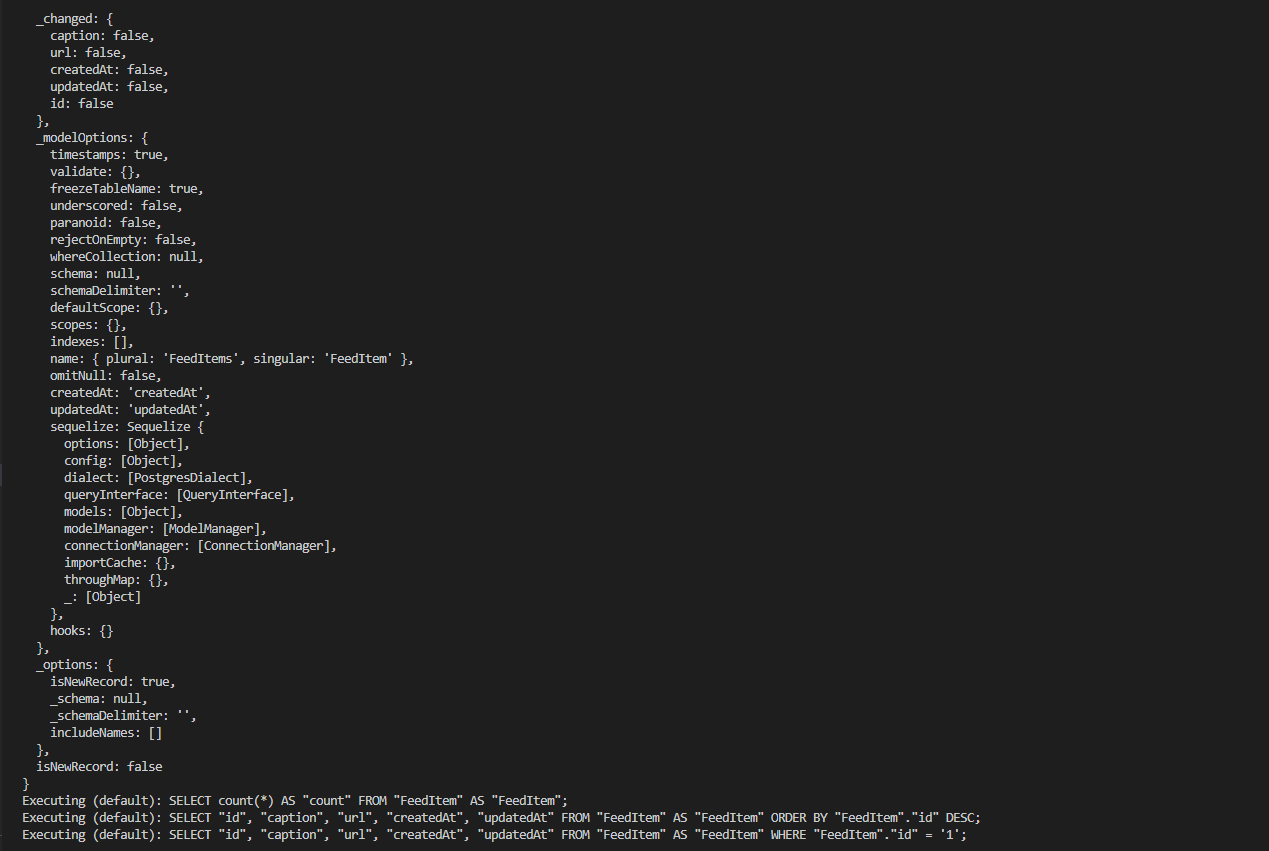 _changed: {
caption: false,
url: false,
createdAt: false,
updatedAt: false,
id: false
},
_modelOptions: {
timestamps: true,
validate: {},
freezeTableName: true,
underscored: false,
paranoid: false,
rejectOnEmpty: false,
whereCollection: null,
schema: null,
schemaDelimiter: '',
defaultScope: {},
scopes: {},
indexes: [],
name: { plural: 'FeedItems', singular: 'FeedItem' },
omitNull: false,
createdAt: 'createdAt',
updatedAt: 'updatedAt',
sequelize: Sequelize {
options: [Object],
config: [Object],
dialect: [PostgresDialect],
queryInterface: [QueryInterface],
models: [Object],
modelManager: [ModelManager],
connectionManager: [ConnectionManager],
importCache: {},
throughMap: {},
_: [Object]
},
hooks: {}
},
_options: {
isNewRecord: true,
_schema: null,
_schemaDelimiter: '',
includeNames: []
},
isNewRecord: false
}
Executing (default): SELECT count(*) AS "count" FROM "FeedItem" AS "FeedItem";
Executing (default): SELECT "id", "caption", "url", "createdAt", "updatedAt" FROM "FeedItem" AS "FeedItem" ORDER BY "FeedItem"."id" DESC;
Executing (default): SELECT "id", "caption", "url", "createdAt", "updatedAt" FROM "FeedItem" AS "FeedItem" WHERE "FeedItem"."id" = '1';